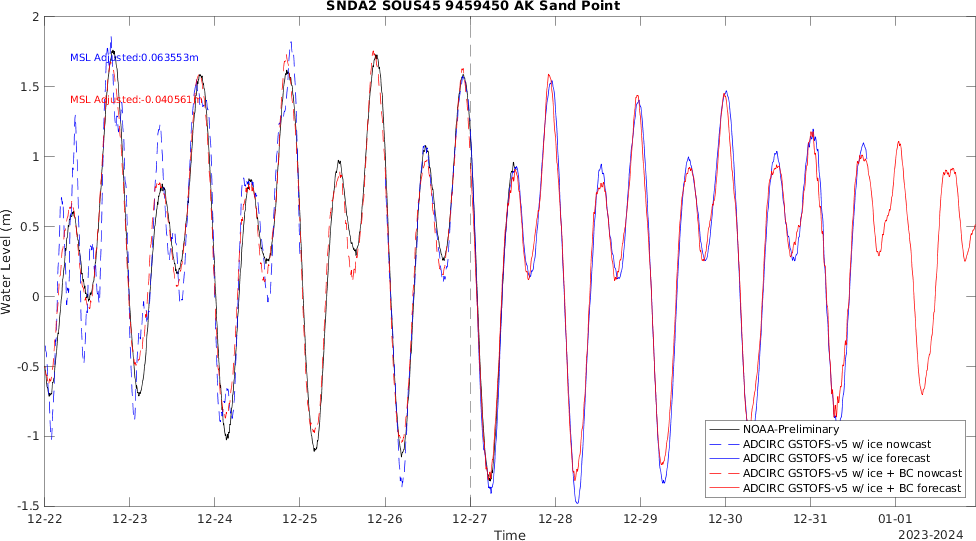 SNDA2 SOUS45 9459450 AK Sand Point
2
MSL Adjusted:0.063553m
1.5
MSL Adjusted:-0.040561m
1
0.5
0
-0.5
-1
-1.5
Water Level (m)
NOAA-Preliminary
ADCIRC GSTOFS-v5 w/ ice nowcast
ADCIRC GSTOFS-v5 w/ ice forecast
ADCIRC GSTOFS-v5 w/ ice + BC nowcast
ADCIRC GSTOFS-v5 w/ ice + BC forecast
12-22 12-23 12-24 12-25 12-26 12-27 12-28 12-29 12-30 12-31 01-01
Time
2023-2024